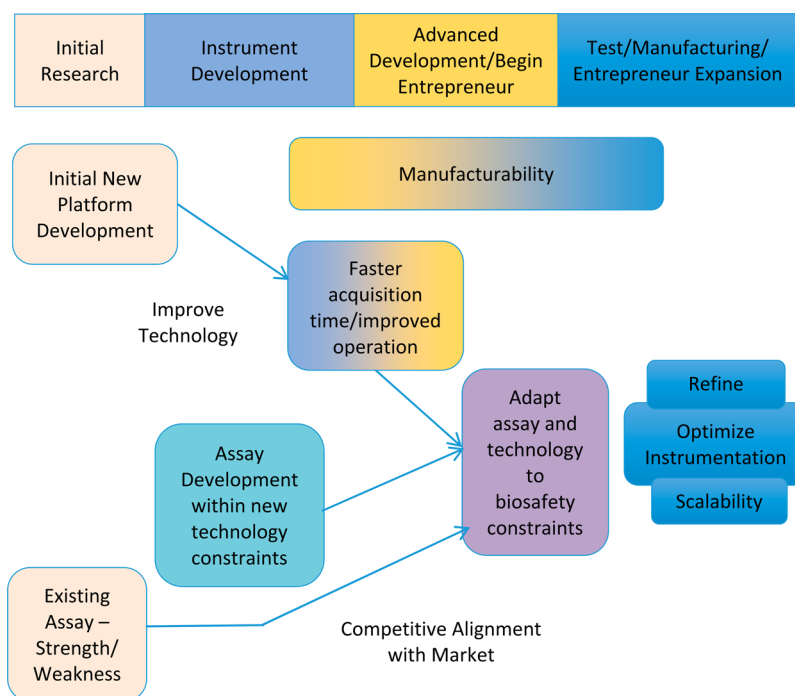 Initial
Research
Instrument
Development
Advanced
Development/Begin
Entrepreneur
Test/Manufacturing/
Entrepreneur Expansion
Initial New
Platform
Development
Manufacturability
Improve
Technology
Faster
acquisition
time/improved
operation
Assay
Development
within new
technology
constraints
Adapt
assay and
technology
to
biosafety
constraints
Refine
Optimize
Instrumentation
Scalability
Existing
Assay –
Strength/
Weakness
Competitive Alignment
with Market